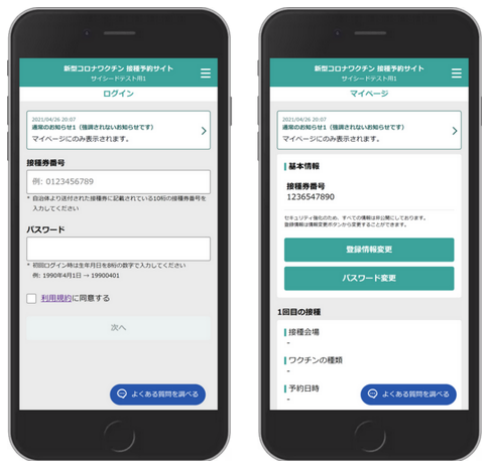 新型コロナワクチン 接種予約サイト
サイシードテスト用1
ログイン
2021/04/26 20:07
通常のお知らせ1（強調されないお知らせです）
マイページにのみ表示されます。
接種券番号
例: 0123456789
* 自治体より送付された接種券に記載されている10桁の接種券番号を
入力してください
パスワード
* 初回ログイン時は生年月日を8桁の数字で入力してください
例: 1990年4月1日 → 19900401
利用規約に同意する
次へ
よくある質問を調べる
新型コロナワクチン 接種予約サイト
サイシードテスト用1
マイページ
2021/04/26 20:07
通常のお知らせ1（強調されないお知らせです）
マイページにのみ表示されます。
基本情報
接種券番号
1236547890
セキュリティ強化のため、すべての情報は非公開にしております。
登録情報は情報変更ボタンから変更することができます。
登録情報変更
パスワード変更
1回目の接種
接種会場
-
ワクチンの種類
-
予約日時
-
よくある質問を調べる